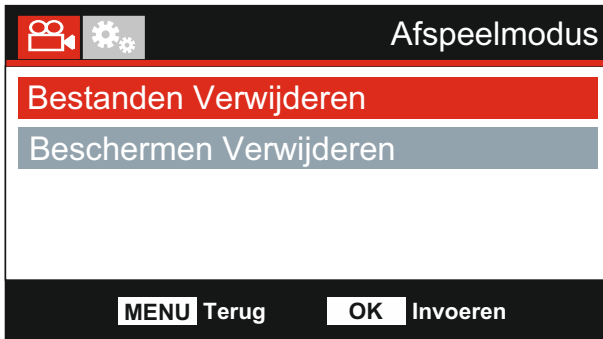 Afspeelmodus
Bestanden Verwijderen
Beschermen Verwijderen
MENU Terug OK Invoeren